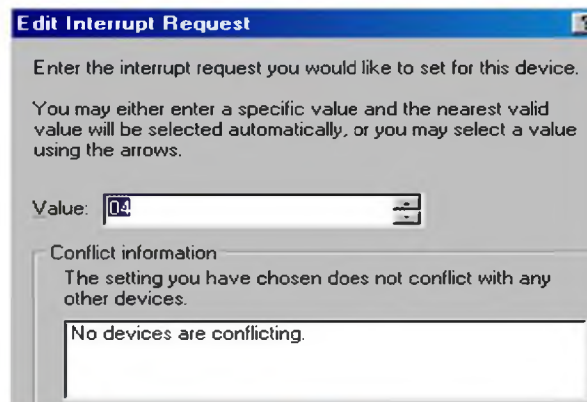 Edit Interrupt Request
?
Enter the interrupt request you would like to set for this device.
You may either enter a specific value and the nearest valid
value will be selected automatically, or you may select a value
using the arrows.
Value: 04
Conflict information
The setting you have chosen does not conflict with any
other devices.
No devices are conflicting.